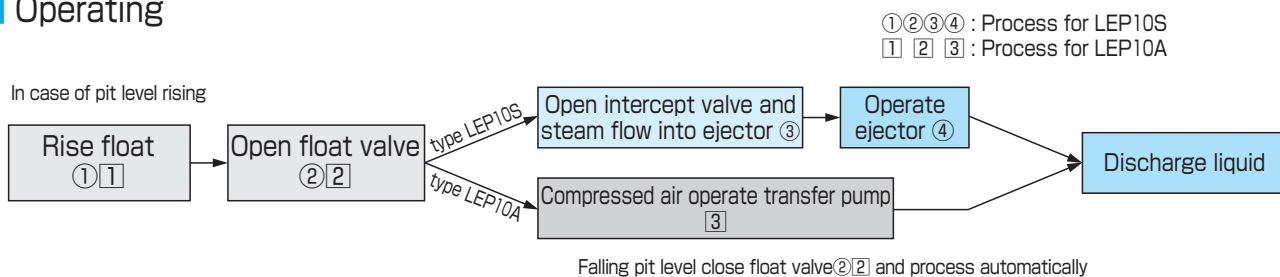 Operating
①②③④ : Process for LEP10S
1 2 3 : Process for LEP10A
In case of pit level rising
Rise float
①1
Open float valve
②2
type LEP10S
Open intercept valve and
steam flow into ejector ③
Operate
ejector ④
type LEP10A
Compressed air operate transfer pump
3
Discharge liquid
Falling pit level close float valve②2 and process automatically